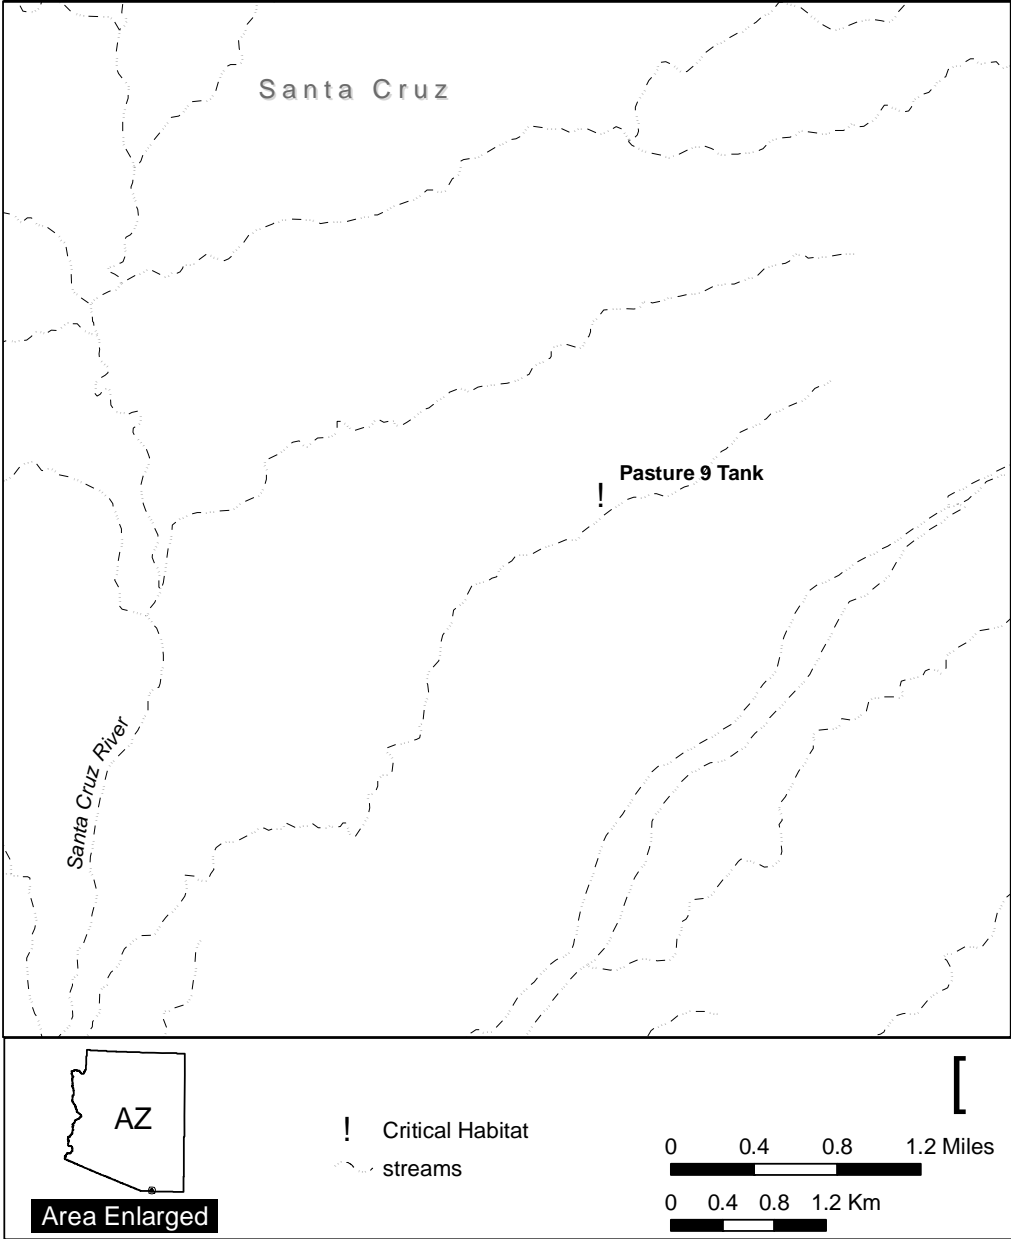 Santa Cruz
Pasture 9 Tank
!
Santa Cruz River
[
AZ
Area Enlarged
! Critical Habitat
streams
0 0.4 0.8 1.2 Miles
0 0.4 0.8 1.2 Km